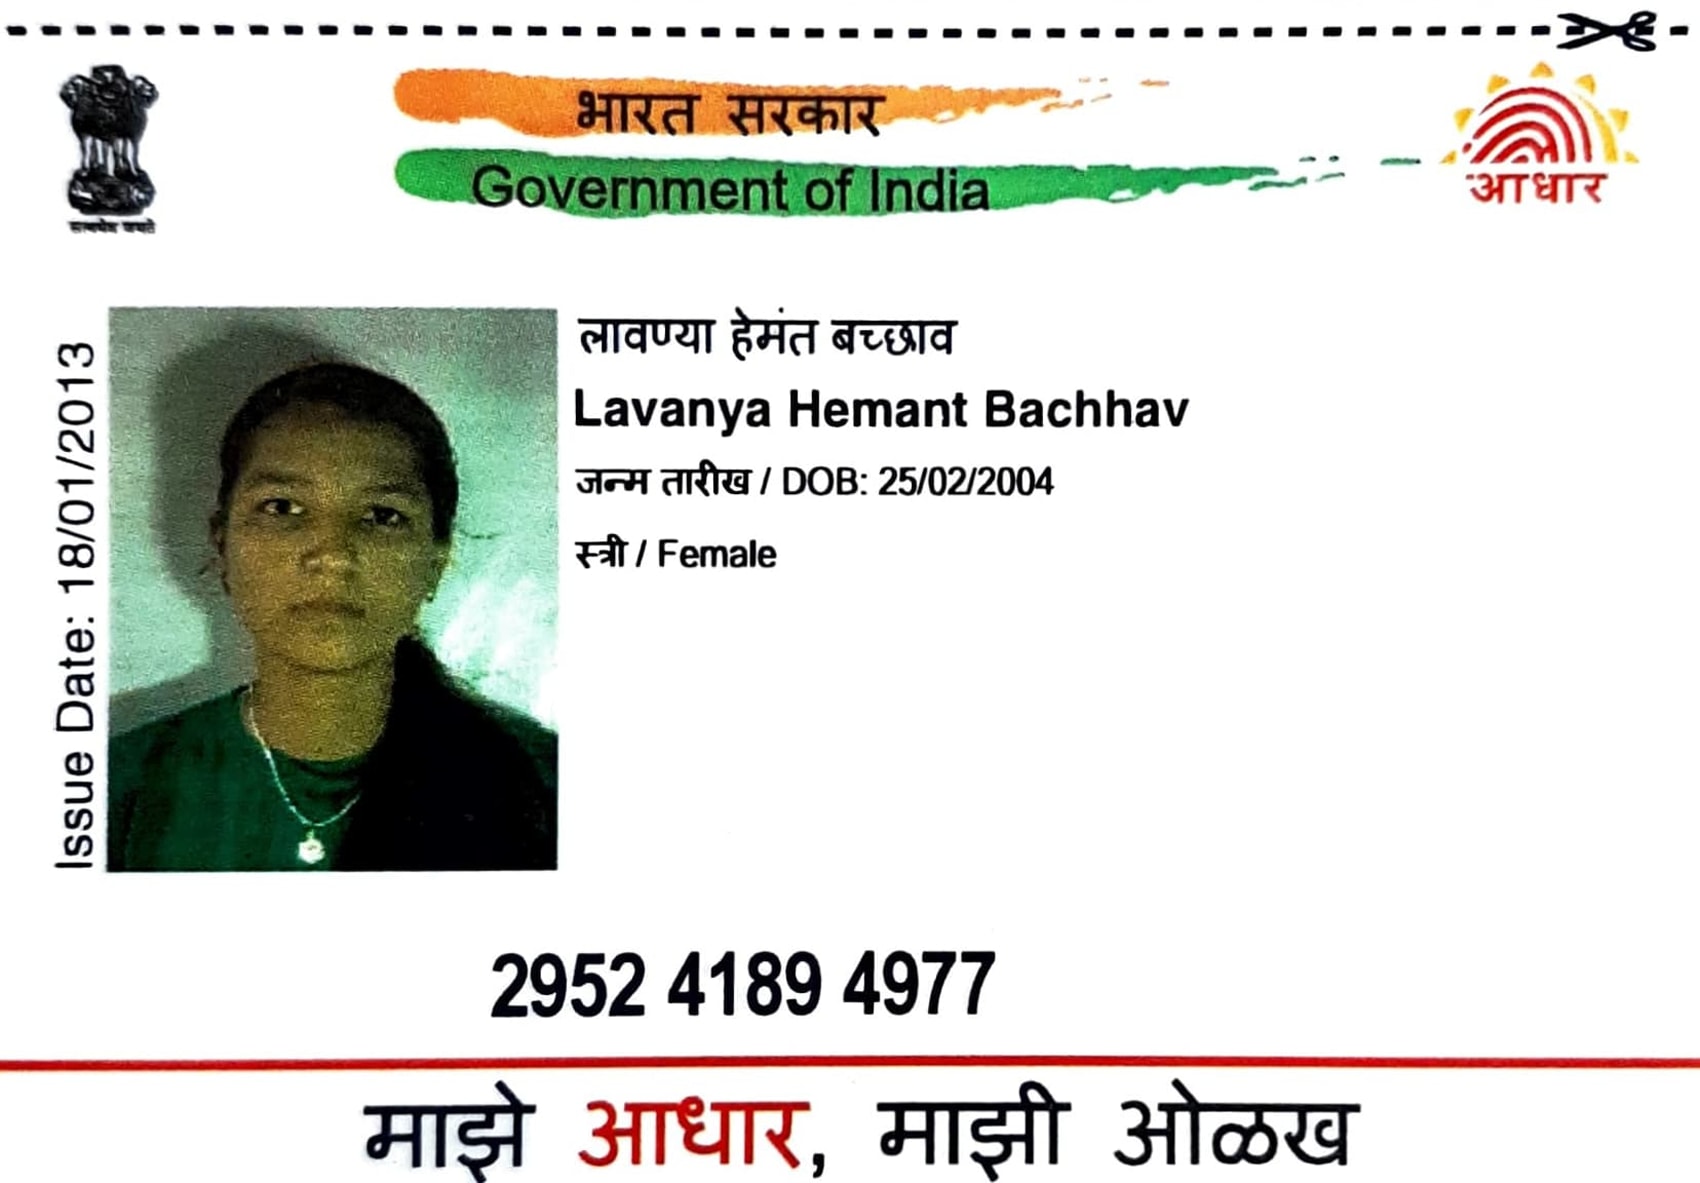 भारत सरकार
Government of India
आधार
सत्यमेव जयते
Issue Date: 18/01/2013
लावण्या हेमंत बच्छाव
Lavanya Hemant Bachhav
जन्म तारीख / DOB: 25/02/2004
स्त्री / Female
2952 4189 4977
माझे आधार, माझी ओळख